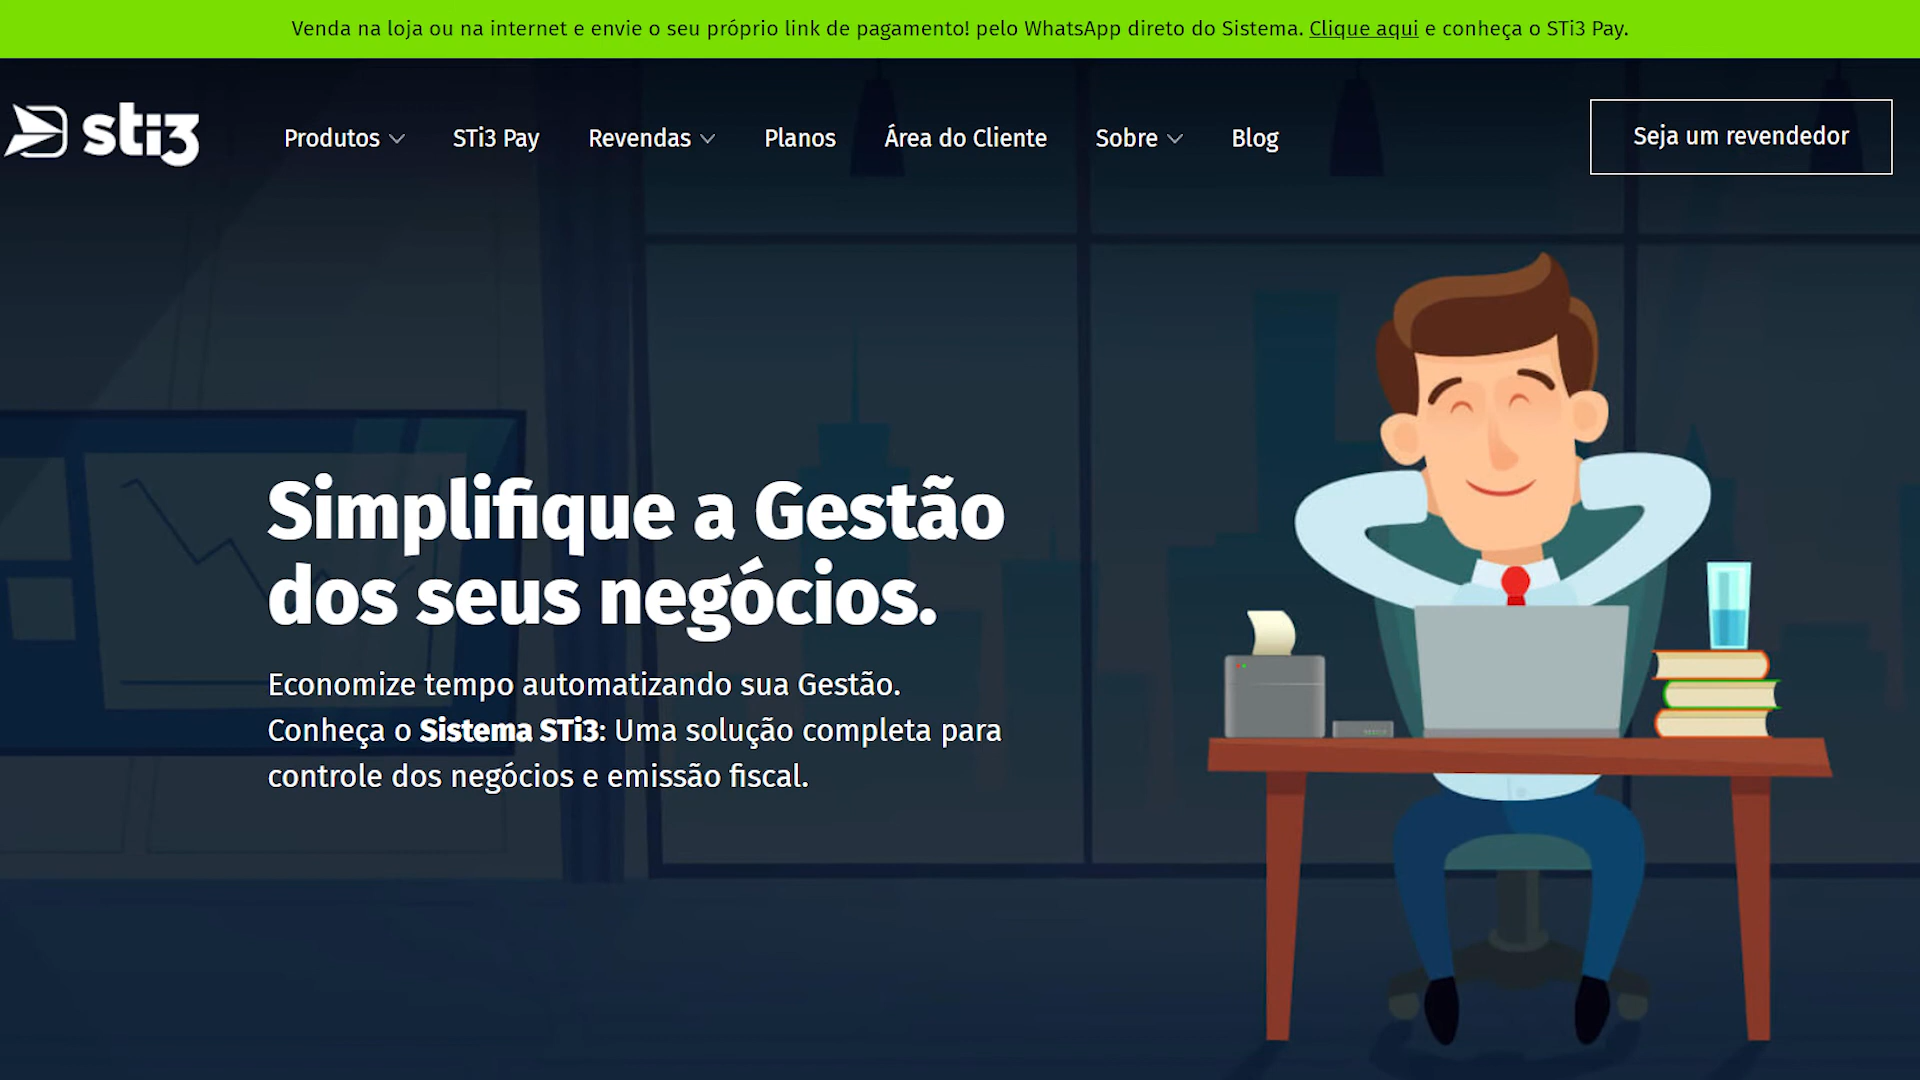 Venda na loja ou na internet e envie o seu próprio link de pagamento! pelo WhatsApp direto do Sistema. Clique aqui e conheça o STi3 Pay.
sti3
Produtos STi3 Pay Revendas Planos Área do Cliente Sobre Blog
Seja um revendedor
Simplifique a Gestão
dos seus negócios.
Economize tempo automatizando sua Gestão.
Conheça o Sistema STi3: Uma solução completa para
controle dos negócios e emissão fiscal.